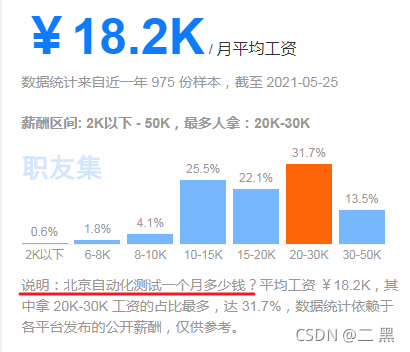 ￥18.2K / 月平均工资
数据统计来自近一年 975 份样本，截至 2021-05-25
薪酬区间: 2K以下 - 50K，最多人拿：20K-30K
职友集
0.6% 1.8% 4.1% 25.5% 22.1% 31.7% 13.5%
2K以下 6-8K 8-10K 10-15K 15-20K 20-30K 30-50K
说明：北京自动化测试一个月多少钱？平均工资 ￥18.2K，其
中拿 20K-30K 工资的占比最多，达 31.7%，数据统计依赖于
各平台发布的公开薪酬，仅供参考。
CSDN @二 黑